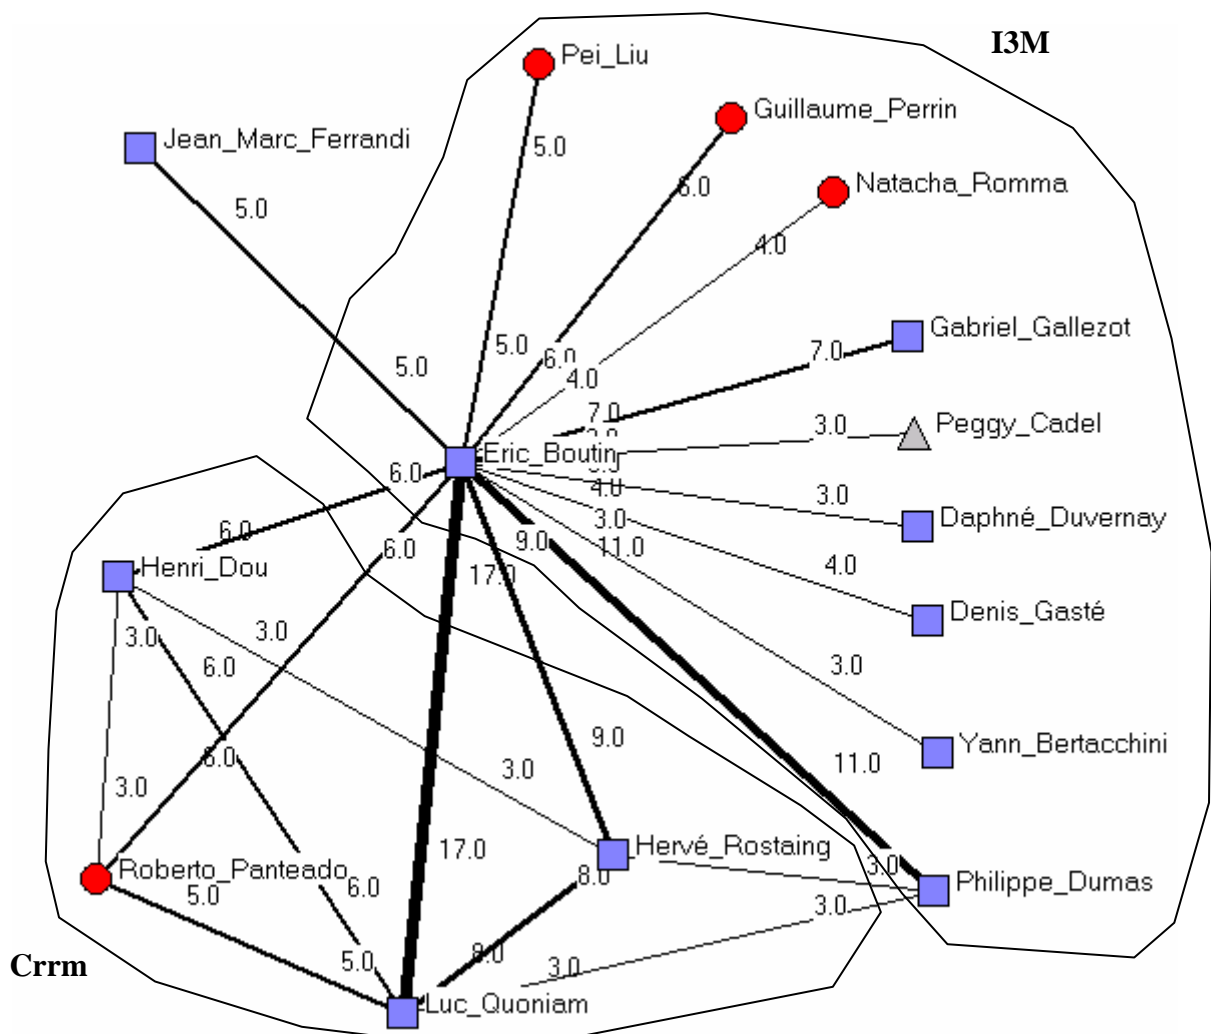 I3M
Pei_Liu
Guillaume_Perrin
Jean_Marc_Ferrandi
5.0
Natacha_Romma
6.0
5.0
4.0
Gabriel_Gallezot
5.0
6.0
7.0
5.0
4.0
7.0
3.0
Peggy_Cadel
Eric_Boutin
6.0
4.0
3.0
3.0
Daphné_Duvernay
6.0
6.0
9.0
11.0
Henri_Dou
17.0
4.0
Denis_Gasté
3.0
3.0
6.0
3.0
Yann_Bertacchini
6.0
9.0
3.0
11.0
3.0
17.0
Hervé_Rostaing
Roberto_Panteado
6.0
8.0
3.0
Philippe_Dumas
5.0
3.0
Crrm
5.0
8.0
3.0
Luc_Quoniam